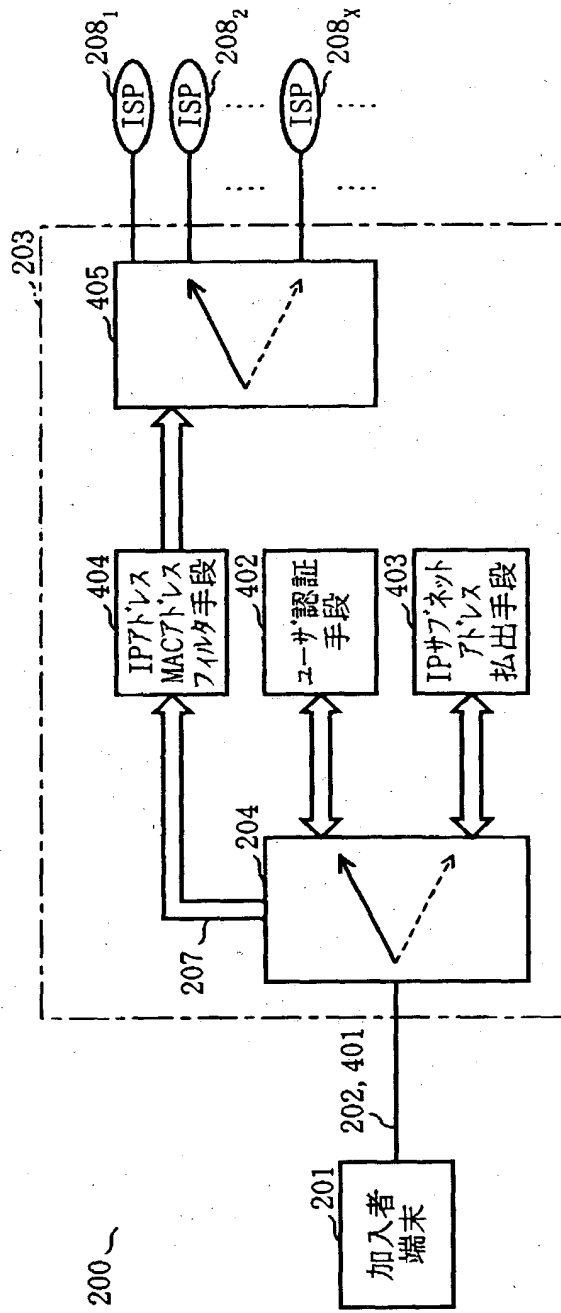 200
201
加入者
端末
202, 401
203
204
207
404
IPアドレス
MACアドレス
フィルタ手段
402
ユーザ認証
手段
403
IPサブネット
アドレス
払出手段
405
ISP
208₁
ISP
208₂
ISP
208ₓ